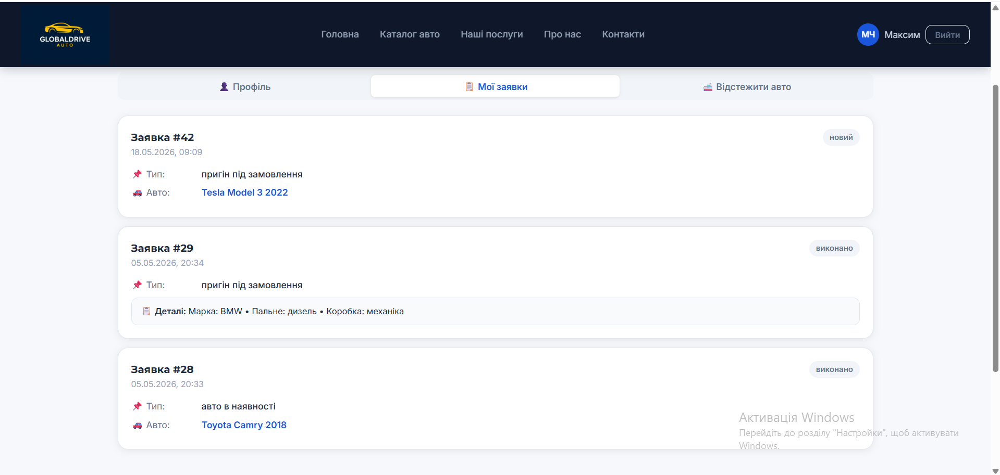 GLOBALDRIVE
AUTO
Головна Каталог авто Наші послуги Про нас Контакти
МЧ Максим Вийти
Профіль Мої заявки Відстежити авто
Заявка #42 новий
18.05.2026, 09:09
Тип: пригін під замовлення
Авто: Tesla Model 3 2022
Заявка #29 виконано
05.05.2026, 20:34
Тип: пригін під замовлення
Деталі: Марка: BMW • Пальне: дизель • Коробка: механіка
Заявка #28 виконано
05.05.2026, 20:33
Тип: авто в наявності
Авто: Toyota Camry 2018
Активація Windows
Перейдіть до розділу "Настройки", щоб активувати
Windows.